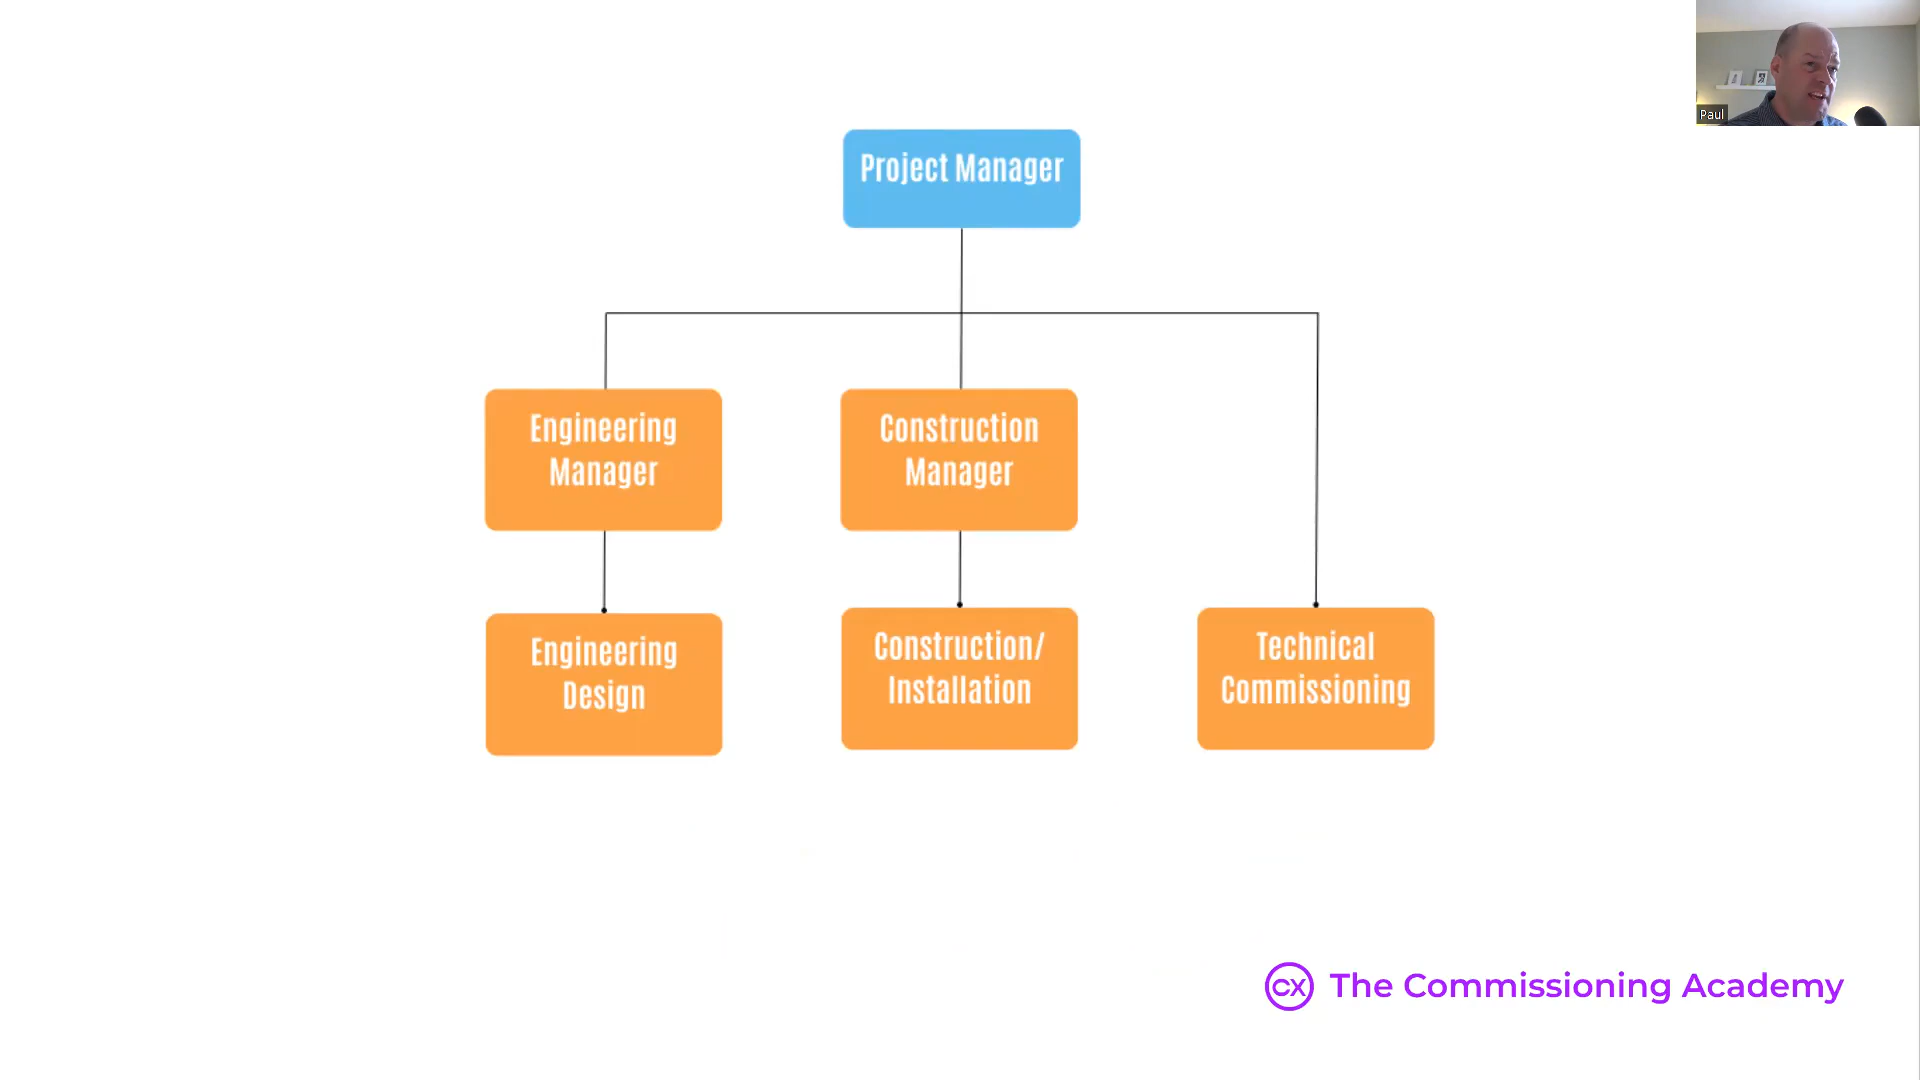 Paul
Project Manager
Engineering
Manager
Construction
Manager
Engineering
Design
Construction/
Installation
Technical
Commissioning
CX The Commissioning Academy